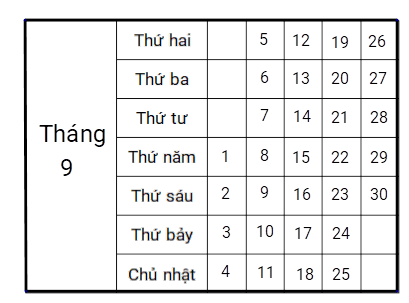 Tháng
9
Thứ hai 5 12 19 26
Thứ ba 6 13 20 27
Thứ tư 7 14 21 28
Thứ năm 1 8 15 22 29
Thứ sáu 2 9 16 23 30
Thứ bảy 3 10 17 24
Chủ nhật 4 11 18 25